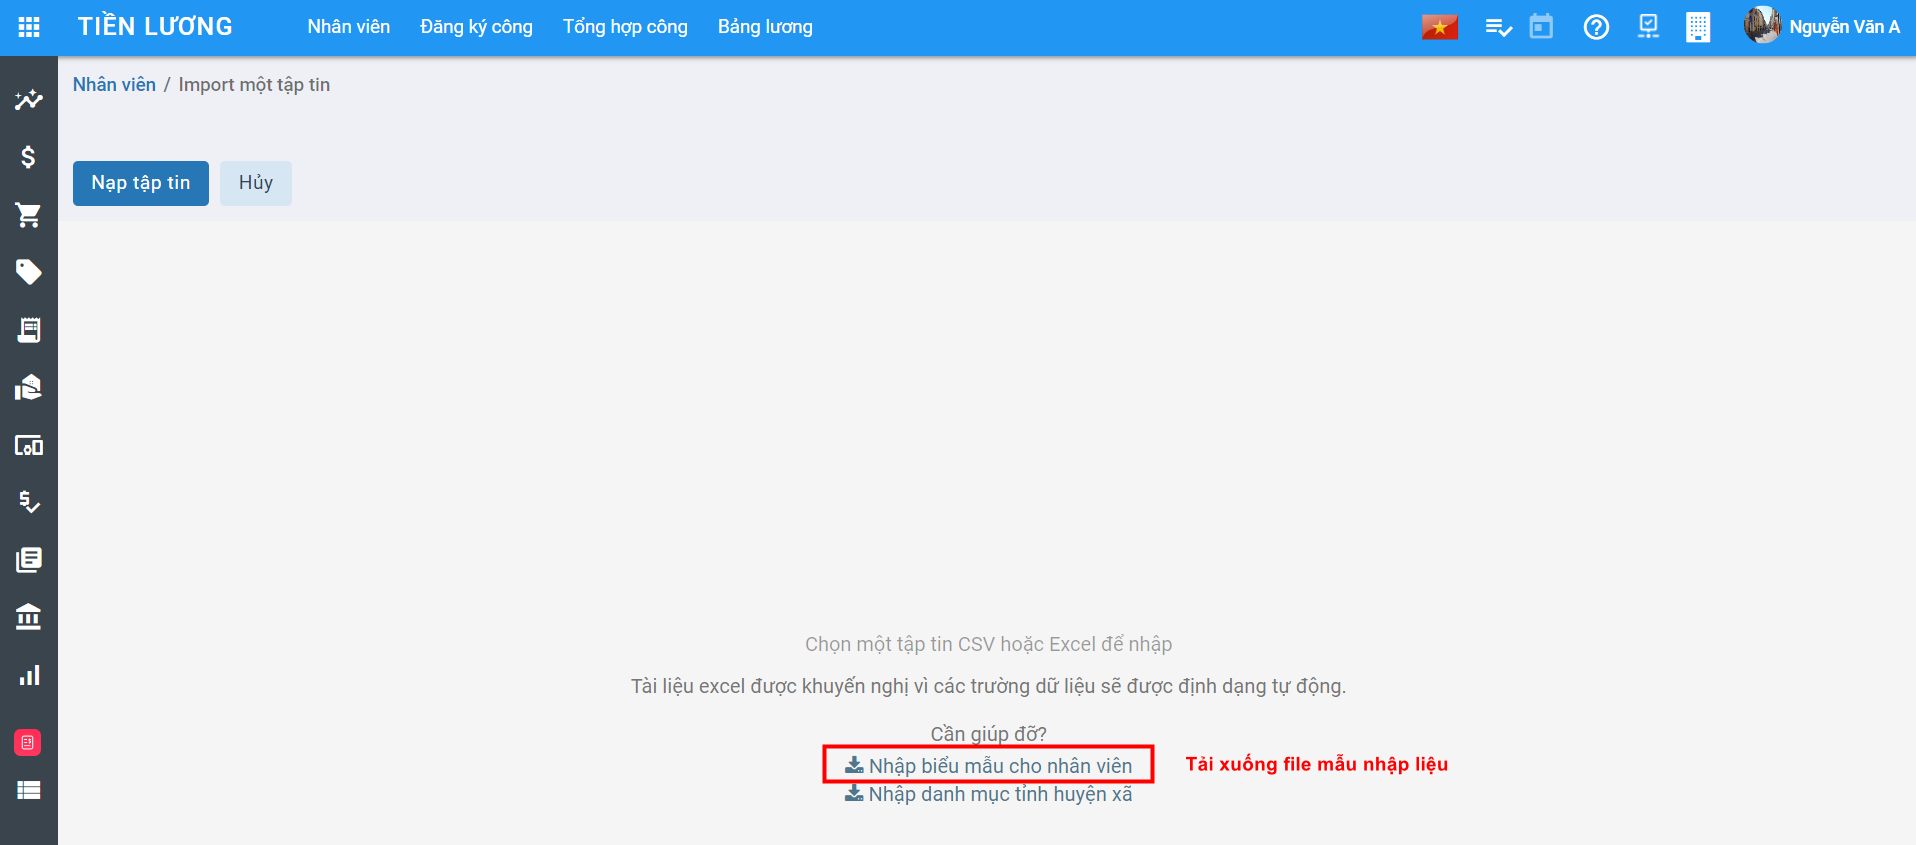 TIỀN LƯƠNG
Nhân viên Đăng ký công Tổng hợp công Bảng lương
Nguyễn Văn A
Nhân viên / Import một tập tin
Nạp tập tin Hủy
Chọn một tập tin CSV hoặc Excel để nhập
Tài liệu excel được khuyến nghị vì các trường dữ liệu sẽ được định dạng tự động.
Cần giúp đỡ?
Nhập biểu mẫu cho nhân viên
Tải xuống file mẫu nhập liệu
Nhập danh mục tỉnh huyện xã